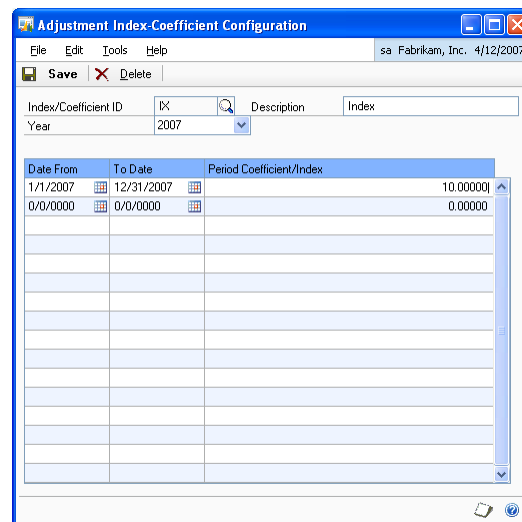 Adjustment Index-Coefficient Configuration
File Edit Tools Help sa Fabrikam, Inc. 4/12/2007
Save Delete
Index/Coefficient ID IX Description Index
Year 2007
Date From To Date Period Coefficient/Index
1/1/2007 12/31/2007 10.00000
0/0/0000 0/0/0000 0.00000